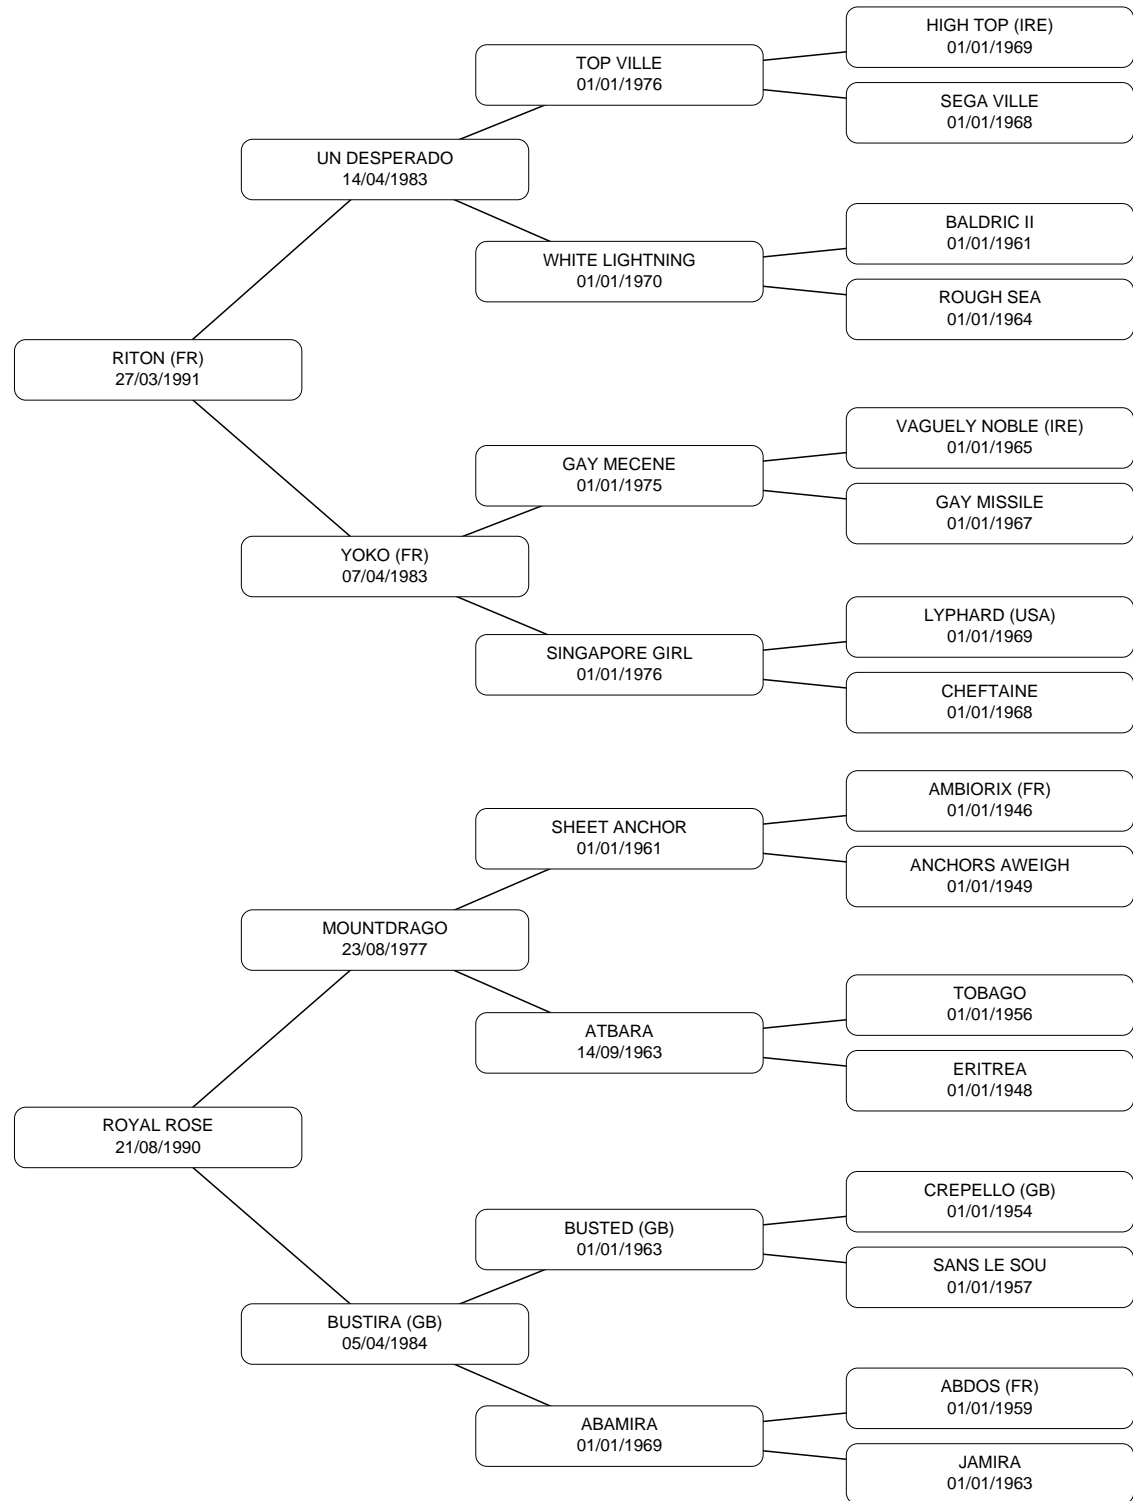 HIGH TOP (IRE)
01/01/1969
TOP VILLE
01/01/1976
SEGA VILLE
01/01/1968
UN DESPERADO
14/04/1983
BALDRIC II
01/01/1961
WHITE LIGHTNING
01/01/1970
ROUGH SEA
01/01/1964
RITON (FR)
27/03/1991
VAGUELY NOBLE (IRE)
01/01/1965
GAY MECENE
01/01/1975
GAY MISSILE
01/01/1967
YOKO (FR)
07/04/1983
LYPHARD (USA)
01/01/1969
SINGAPORE GIRL
01/01/1976
CHEFTAINE
01/01/1968
AMBIORIX (FR)
01/01/1946
SHEET ANCHOR
01/01/1961
ANCHORS AWEIGH
01/01/1949
MOUNTDRAGO
23/08/1977
TOBAGO
01/01/1956
ATBARA
14/09/1963
ERITREA
01/01/1948
ROYAL ROSE
21/08/1990
CREPELLO (GB)
01/01/1954
BUSTED (GB)
01/01/1963
SANS LE SOU
01/01/1957
BUSTIRA (GB)
05/04/1984
ABDOS (FR)
01/01/1959
ABAMIRA
01/01/1969
JAMIRA
01/01/1963